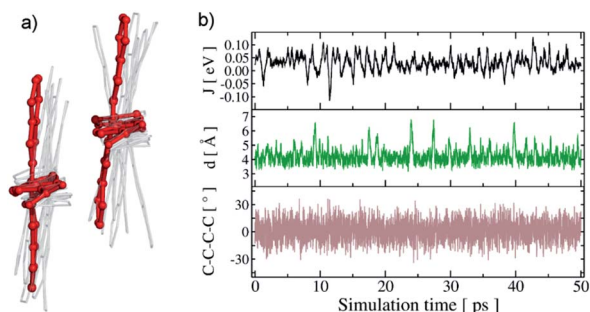 a)
b)
J [ eV ]
0.10
0.05
0.00
-0.05
-0.10
d [ Å ]
7
6
5
4
3
C-C-C-C [ ° ]
30
0
-30
0 10 20 30 40 50
Simulation time [ ps ]